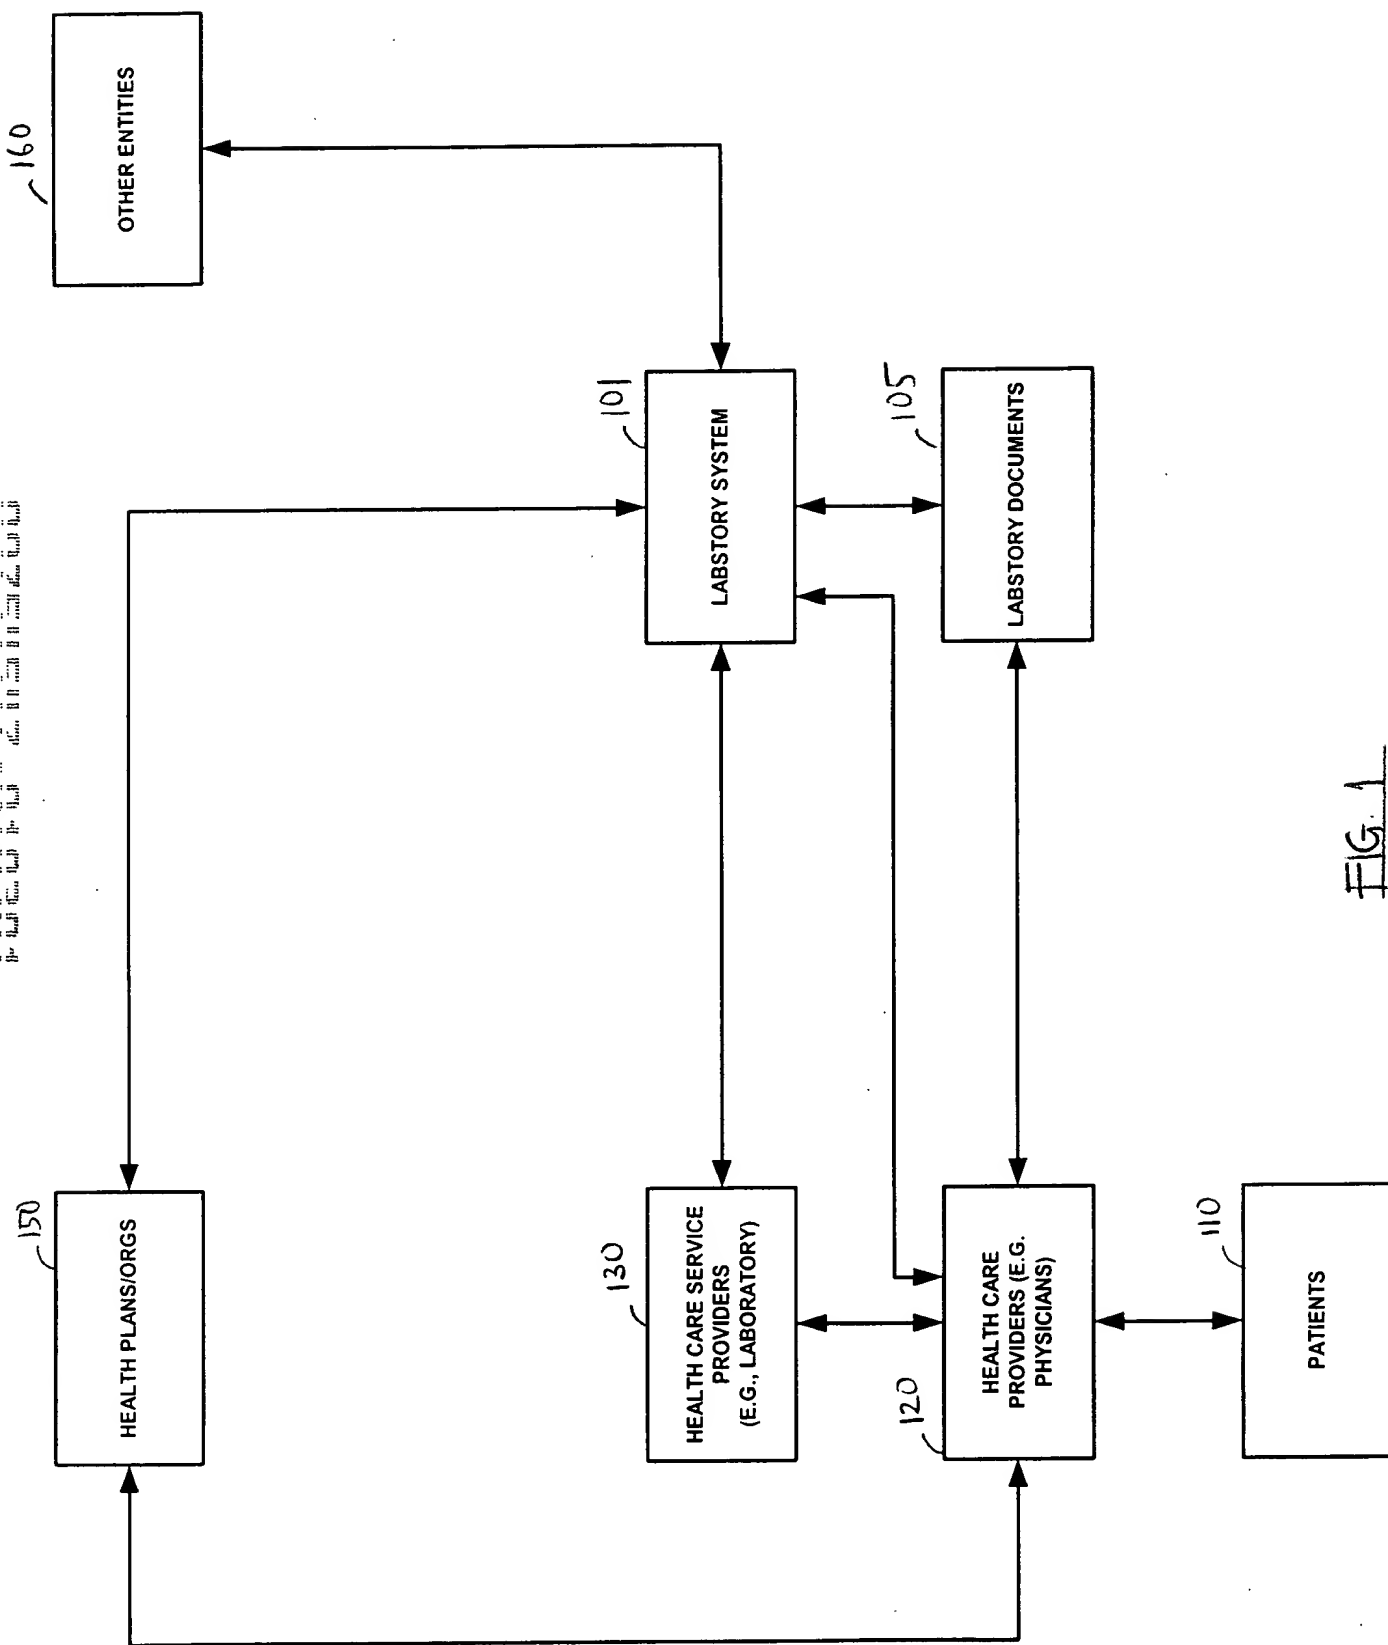 160
OTHER ENTITIES
150
HEALTH PLANS/ORGS
101
LABSTORY SYSTEM
105
LABSTORY DOCUMENTS
130
HEALTH CARE SERVICE
PROVIDERS
(E.G., LABORATORY)
120
HEALTH CARE
PROVIDERS (E.G.
PHYSICIANS)
110
PATIENTS
FIG. 1